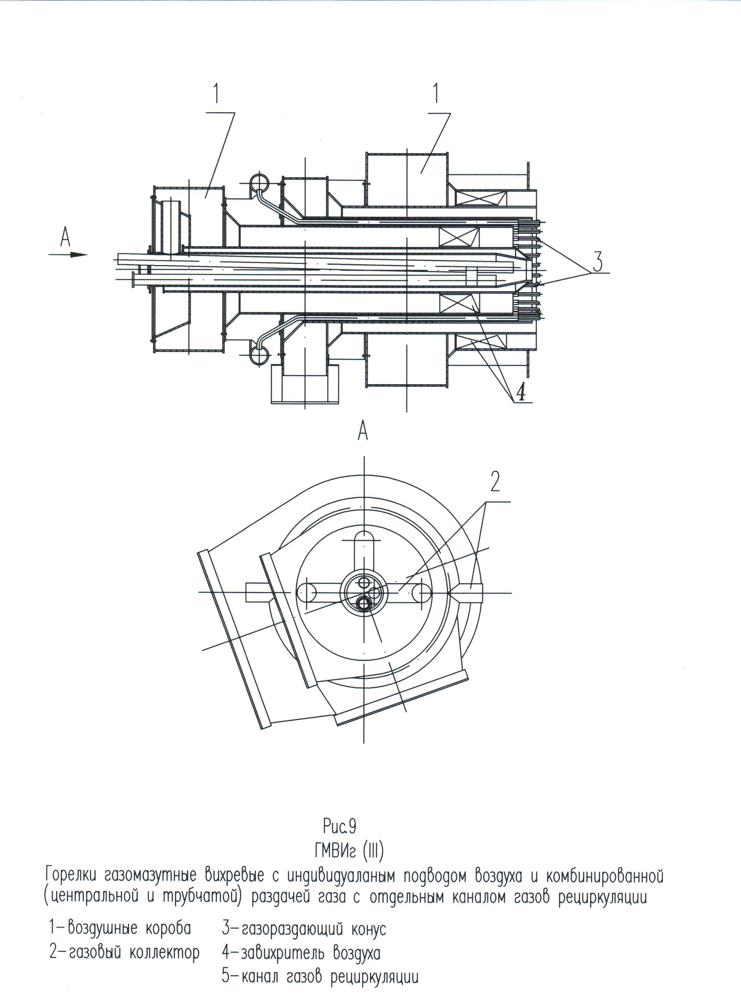 1
1
А
3
4
А
2
Рис.9
ГМВИг (III)
Горелки газомазутные вихревые с индивидуаланым подводом воздуха и комбинированной
(центральной и трубчатой) раздачей газа с отдельным каналом газов рециркуляции
1-воздушные короба
3-газораздающий конус
2-газовый коллектор
4-завихритель воздуха
5-канал газов рециркуляции